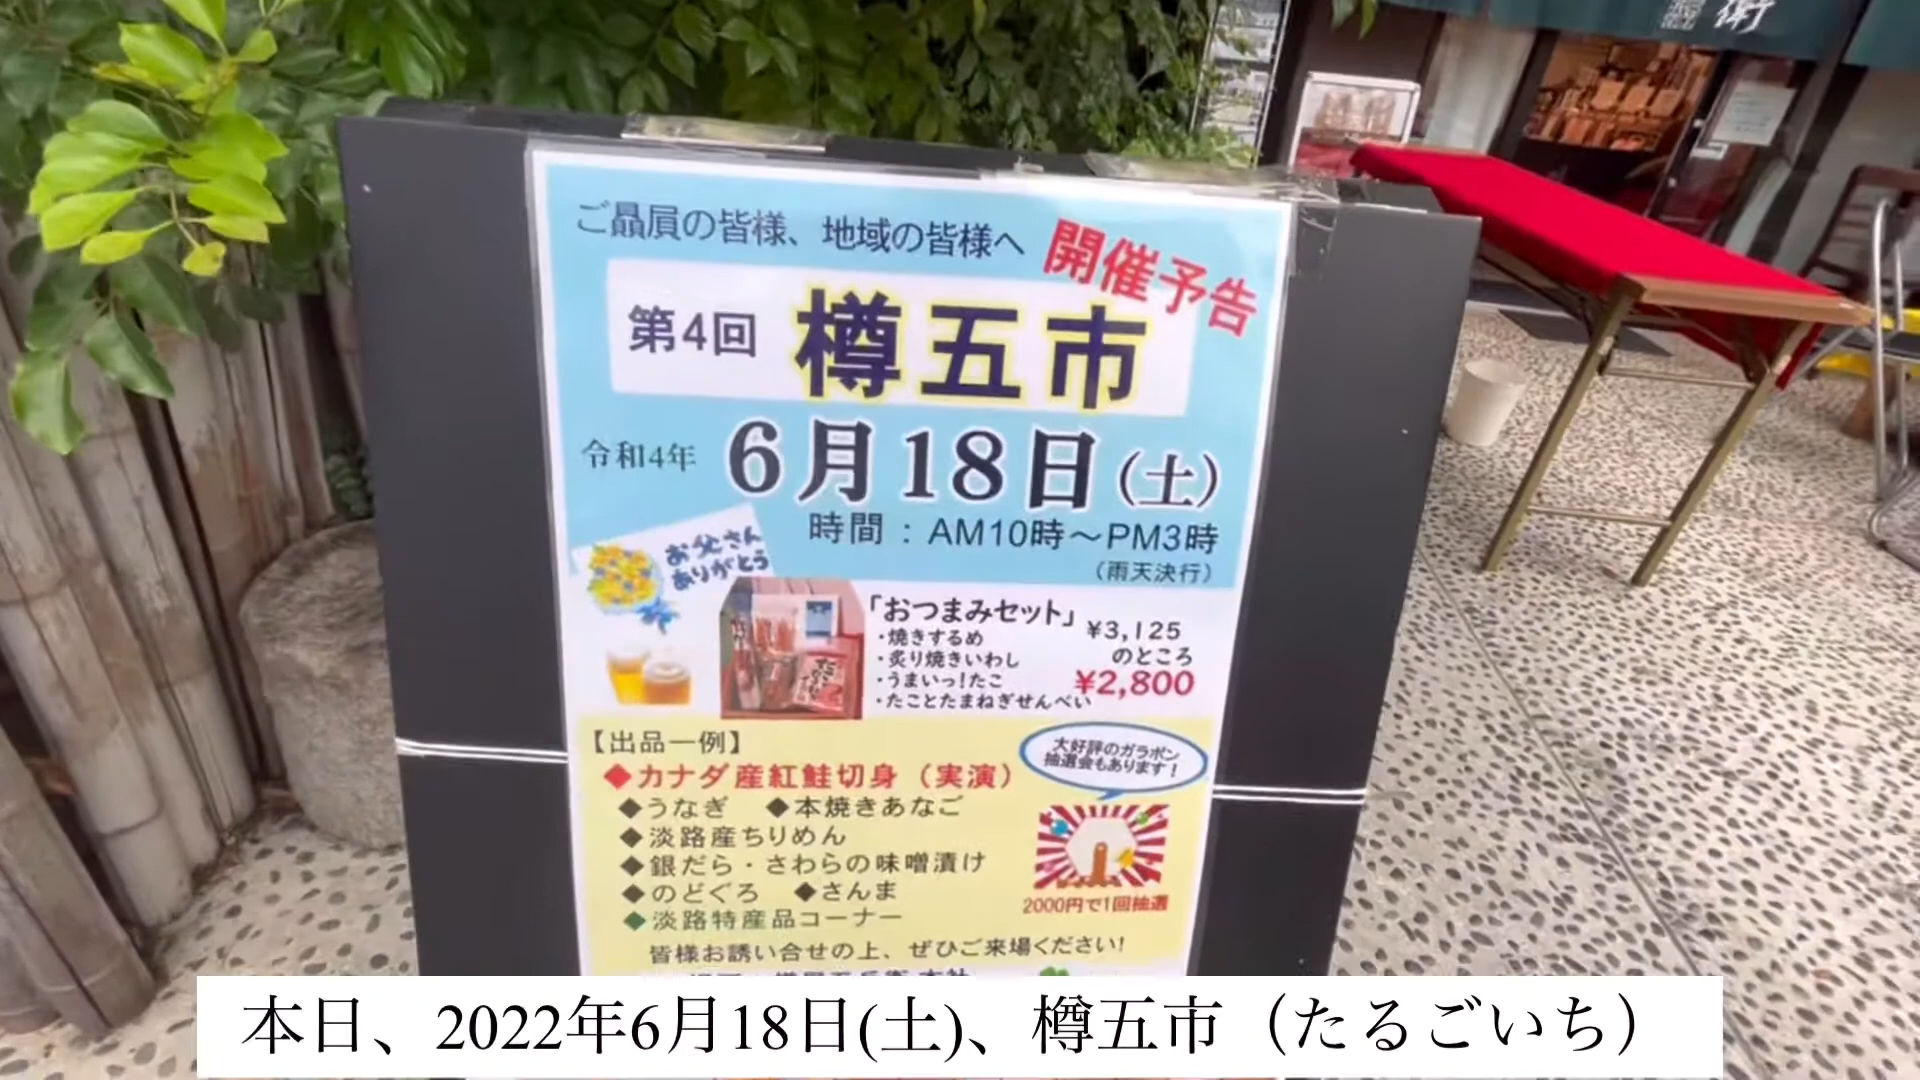 衛
ご贔屓の皆様、地域の皆様へ
開催予告
第4回 樽五市
令和4年 6月18日(土)
時間:AM10時～PM3時
(雨天決行)
お父さん
ありがとう
「おつまみセット」
・焼きするめ
・炙り焼きいわし
・うまいっ!たこ
・たことたまねぎせんべい
¥3,125
のところ
¥2,800
【出品一例】
大好評のガラポン
抽選会もあります!
◆カナダ産紅鮭切身(実演)
◆うなぎ ◆本焼きあなご
◆淡路産ちりめん
◆銀だら・さわらの味噌漬け
◆のどぐろ ◆さんま
◆淡路特産品コーナー
2000円で1回抽選
皆様お誘い合せの上、ぜひご来場ください!
本日、2022年6月18日(土)、樽五市（たるごいち）